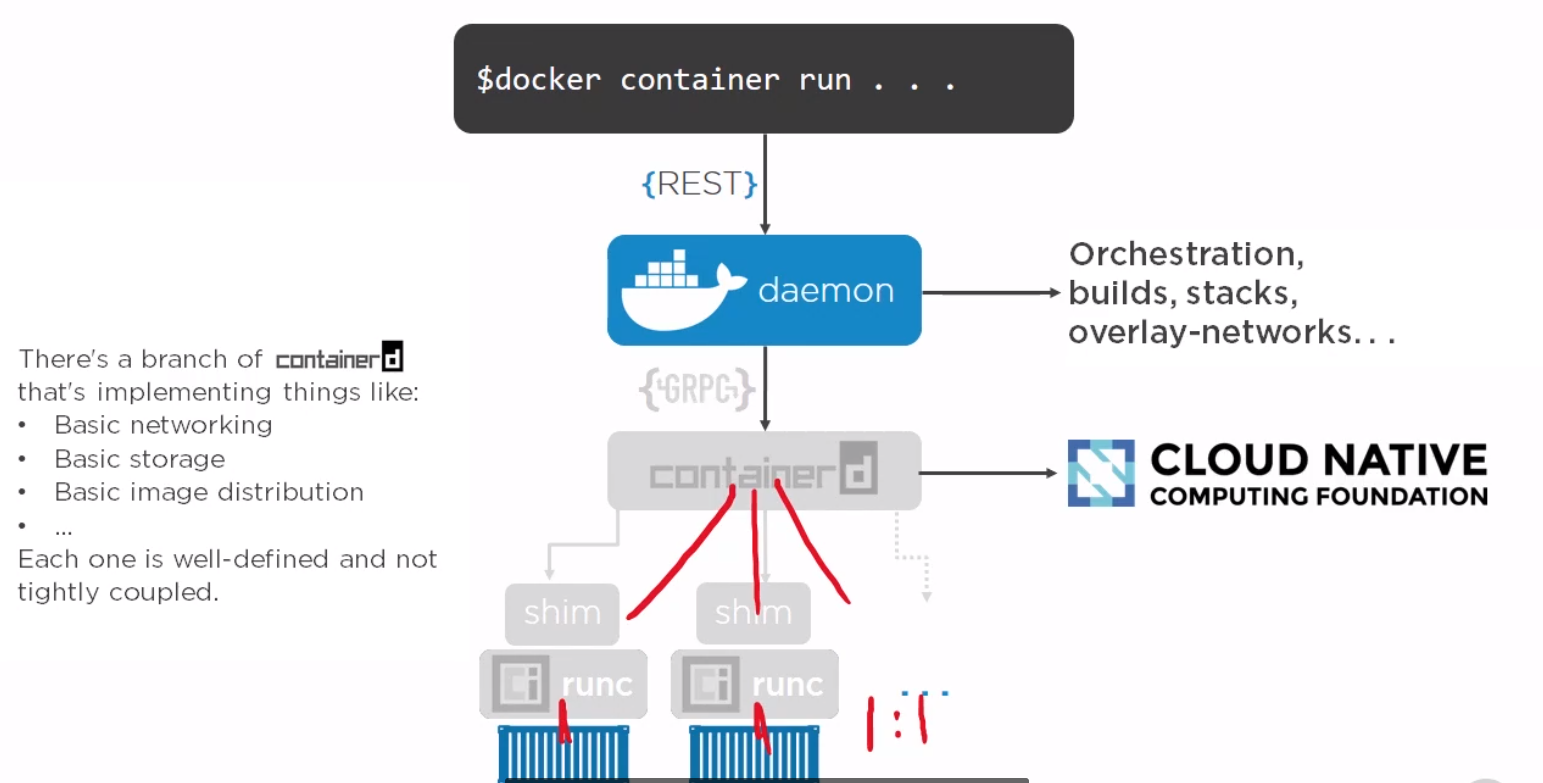 $docker container run . . .
{REST}
daemon
Orchestration,
builds, stacks,
overlay-networks...
There's a branch of containerd
that's implementing things like:
• Basic networking
• Basic storage
• Basic image distribution
• ...
Each one is well-defined and not
tightly coupled.
{GRPC}
containerd
CLOUD NATIVE
COMPUTING FOUNDATION
shim
shim
Ci runc
Ci runc
...
1:1